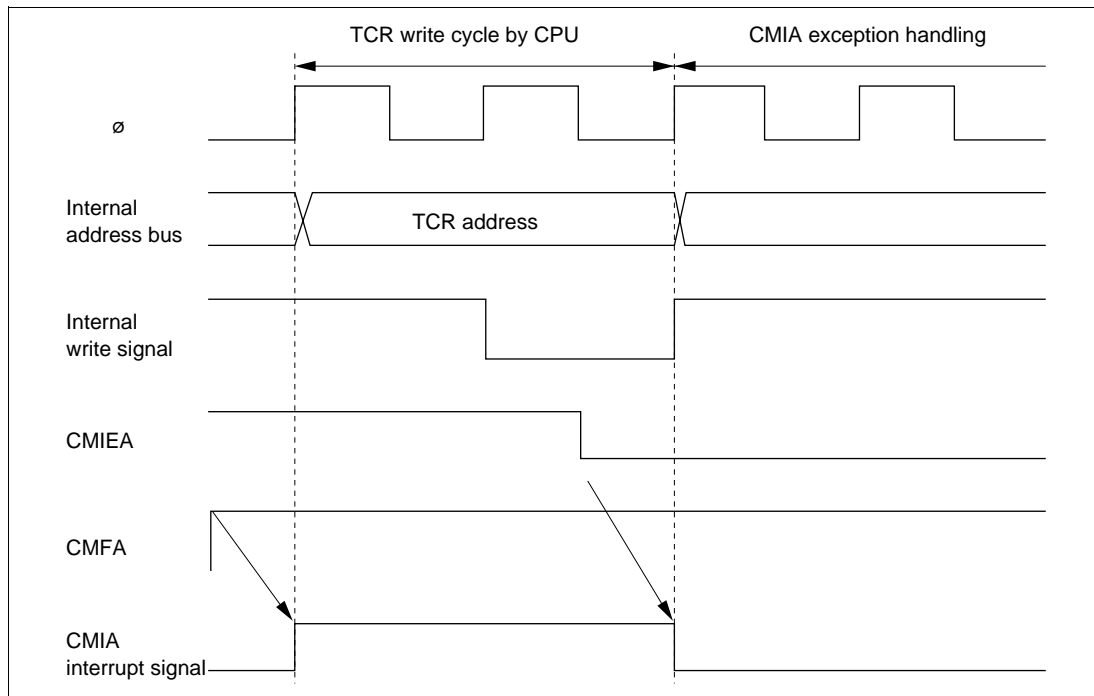 TCR write cycle by CPU
CMIA exception handling
ø
Internal
address bus
TCR address
Internal
write signal
CMIEA
CMFA
CMIA
interrupt signal